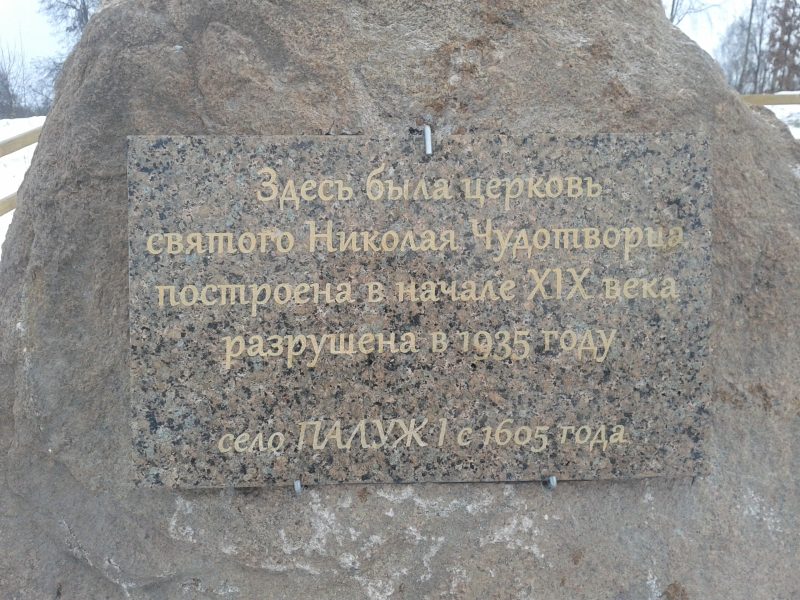 Здесь была церковь
святого Николая Чудотворца
построена в начале XIX века
разрушена в 1935 году
село ПАЛУЖ I с 1605 года